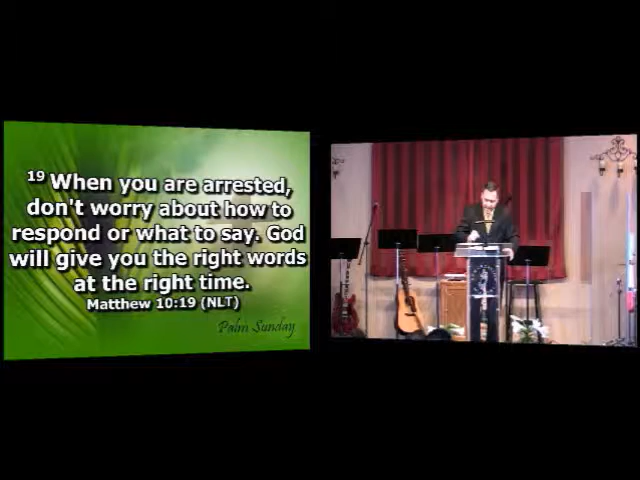 19 When you are arrested,
don't worry about how to
respond or what to say. God
will give you the right words
at the right time.
Matthew 10:19 (NLT)
Palm Sunday